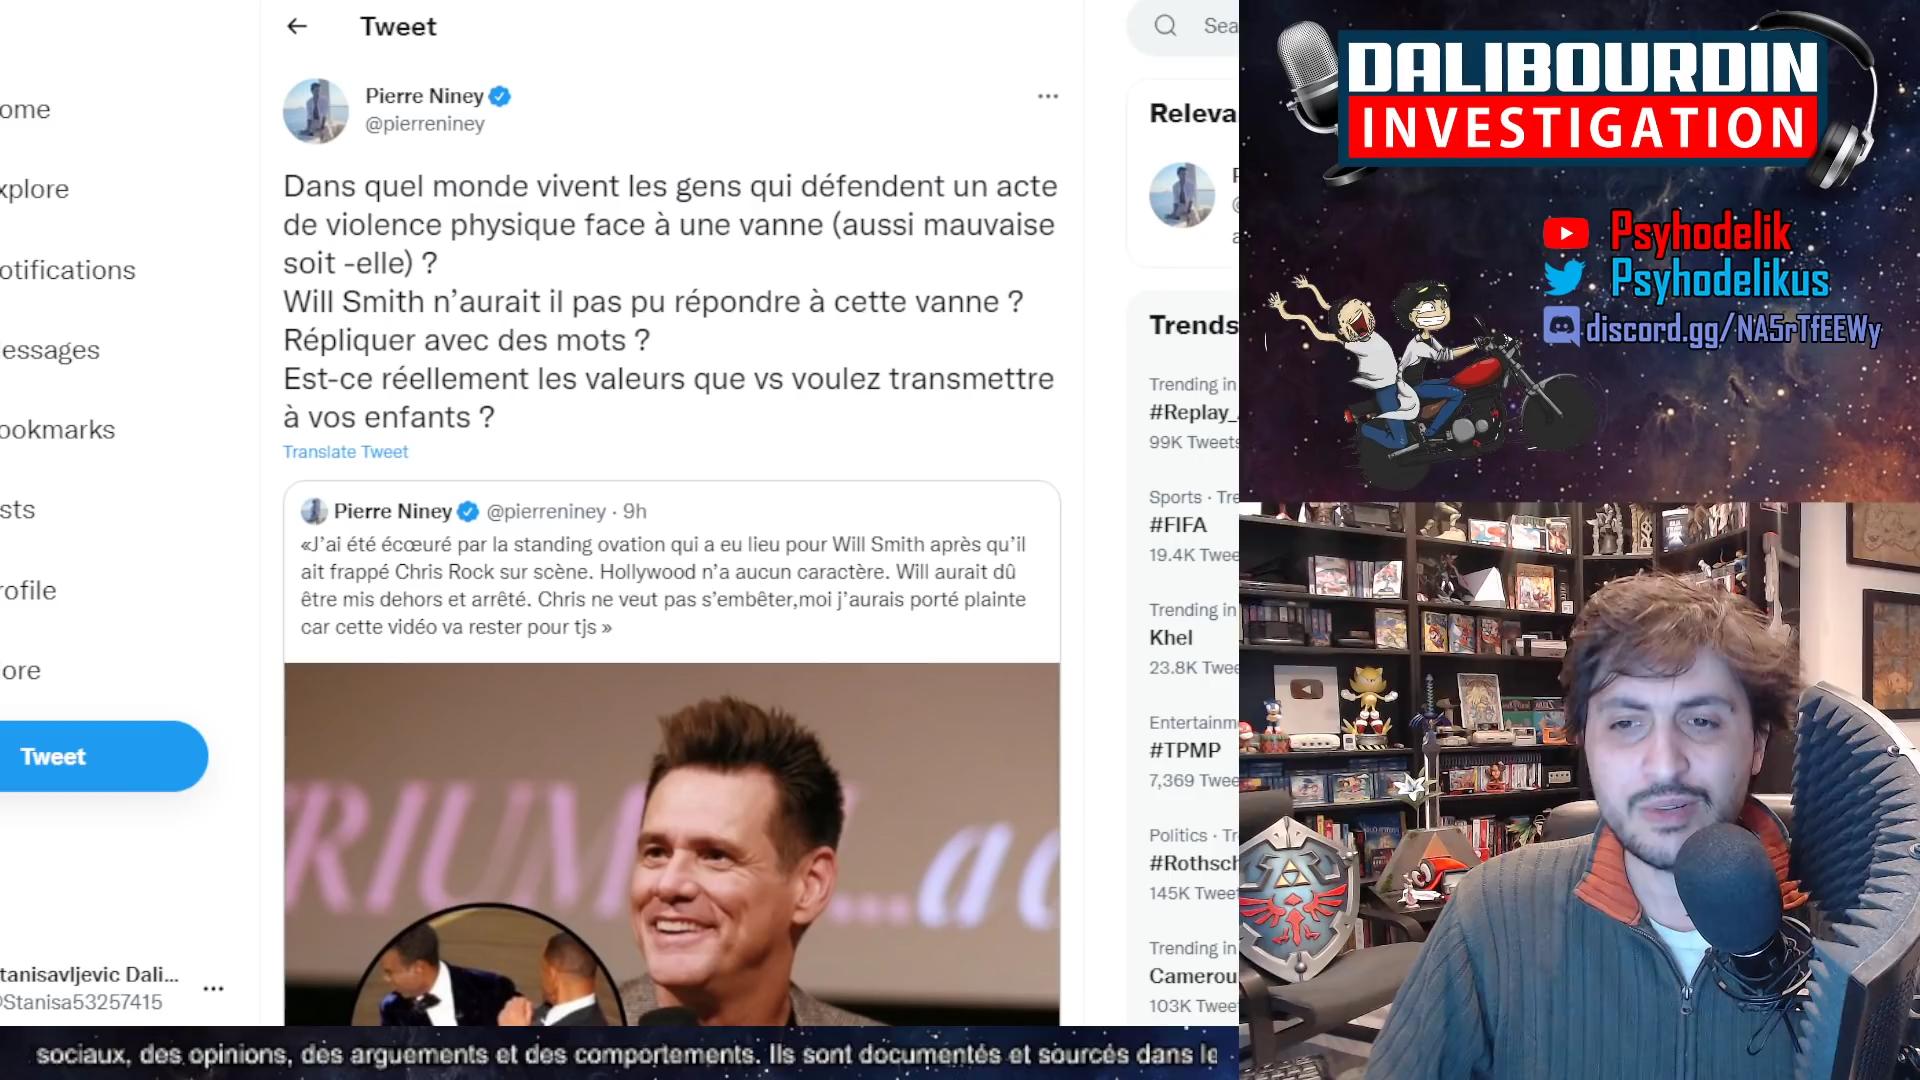 Tweet
Sea
Pierre Niney
@pierreniney
Dans quel monde vivent les gens qui défendent un acte
de violence physique face à une vanne (aussi mauvaise
soit -elle) ?
Will Smith n’aurait il pas pu répondre à cette vanne ?
Répliquer avec des mots ?
Est-ce réellement les valeurs que vs voulez transmettre
à vos enfants ?
Translate Tweet
Pierre Niney @pierreniney · 9h
«J’ai été écœuré par la standing ovation qui a eu lieu pour Will Smith après qu’il
ait frappé Chris Rock sur scène. Hollywood n’a aucun caractère. Will aurait dû
être mis dehors et arrêté. Chris ne veut pas s’embêter,moi j’aurais porté plainte
car cette vidéo va rester pour tjs »
RIUM ...a
ome
xplore
otifications
essages
ookmarks
sts
rofile
ore
Tweet
tanisavljevic Dali...
@Stanisa53257415
Releva
Trends
Trending in
#Replay_
99K Tweets
Sports · Tre
#FIFA
19.4K Twee
Trending in
Khel
23.8K Twee
Entertainm
#TPMP
7,369 Twee
Politics · Tr
#Rothsch
145K Tweet
Trending in
Camerou
103K Tweet
DALIBOURDIN
INVESTIGATION
Psyhodelik
Psyhodelikus
discord.gg/NA5rTfEEWy
sociaux, des opinions, des arguements et des comportements. Ils sont documentés et sourcés dans le